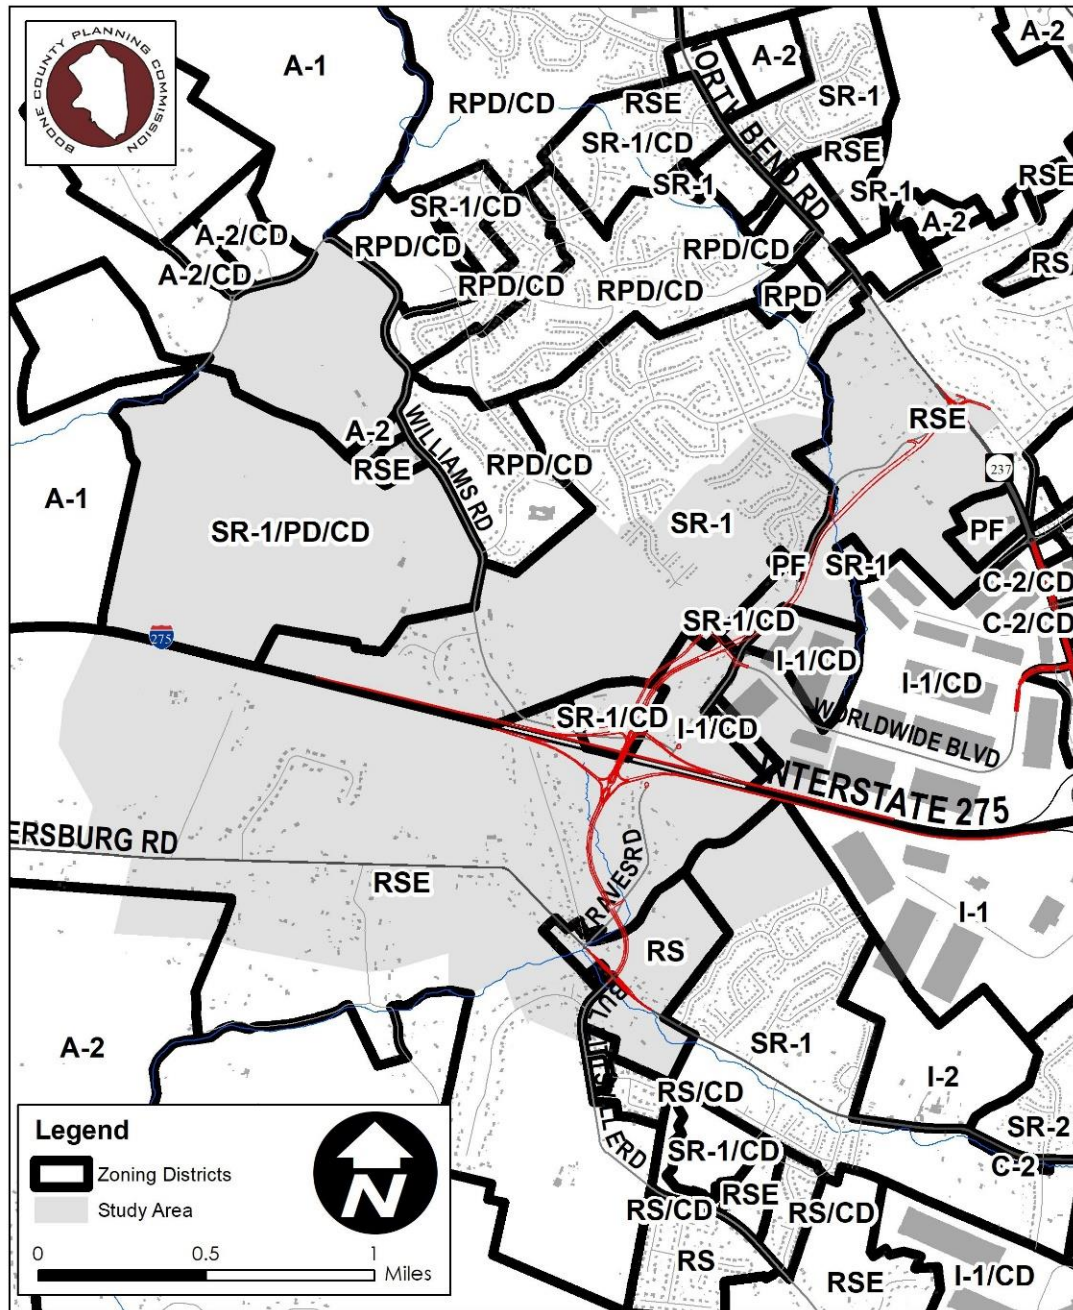 BOONE COUNTY PLANNING COMMISSION
A-1
A-2
A-2
RPD/CD
RSE
SR-1
NORTH BEND RD
SR-1/CD
RSE
RSE
SR-1
SR-1
SR-1/CD
A-2
A-2/CD
RPD/CD
RPD/CD
RS/
A-2/CD
RPD/CD
RPD/CD
RPD
A-2
RSE
WILLIAMS RD
RSE
RPD/CD
237
A-1
SR-1
PF
SR-1/PD/CD
PF
SR-1
C-2/CD
SR-1/CD
C-2/CD
275
I-1/CD
I-1/CD
SR-1/CD
I-1/CD
WORLDWIDE BLVD
INTERSTATE 275
ERSBURG RD
RSE
I-1
RS
SR-1
A-2
I-2
RS/CD
SR-2
SR-1/CD
C-2
RSE
RS/CD
RS/CD
RS
RSE
I-1/CD
Legend
Zoning Districts
Study Area
N
0 0.5 1
Miles